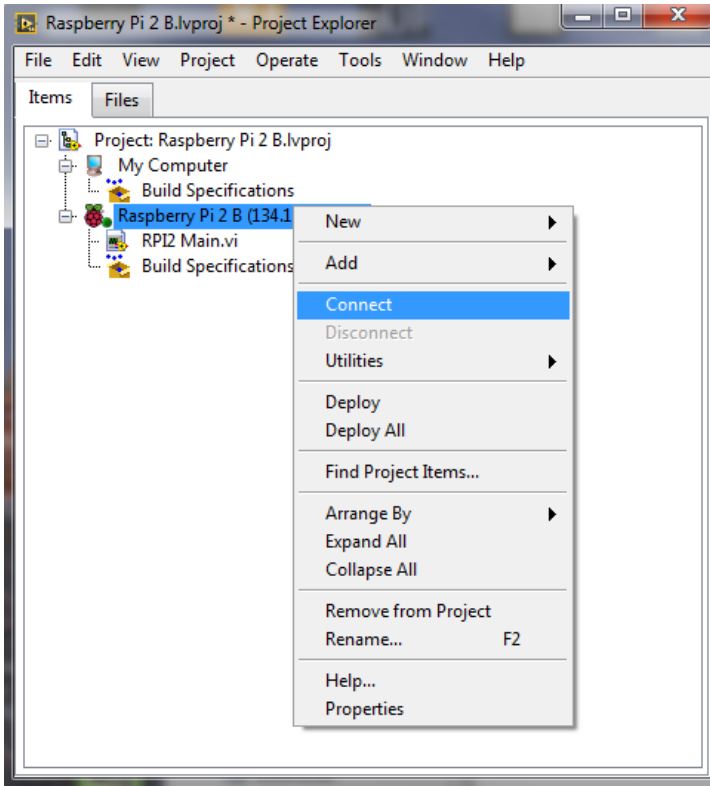 Raspberry Pi 2 B.lvproj * - Project Explorer
File Edit View Project Operate Tools Window Help
Items Files
Project: Raspberry Pi 2 B.lvproj
My Computer
Build Specifications
Raspberry Pi 2 B (134.1
RPI2 Main.vi
Build Specifications
New
Add
Connect
Disconnect
Utilities
Deploy
Deploy All
Find Project Items...
Arrange By
Expand All
Collapse All
Remove from Project
Rename... F2
Help...
Properties